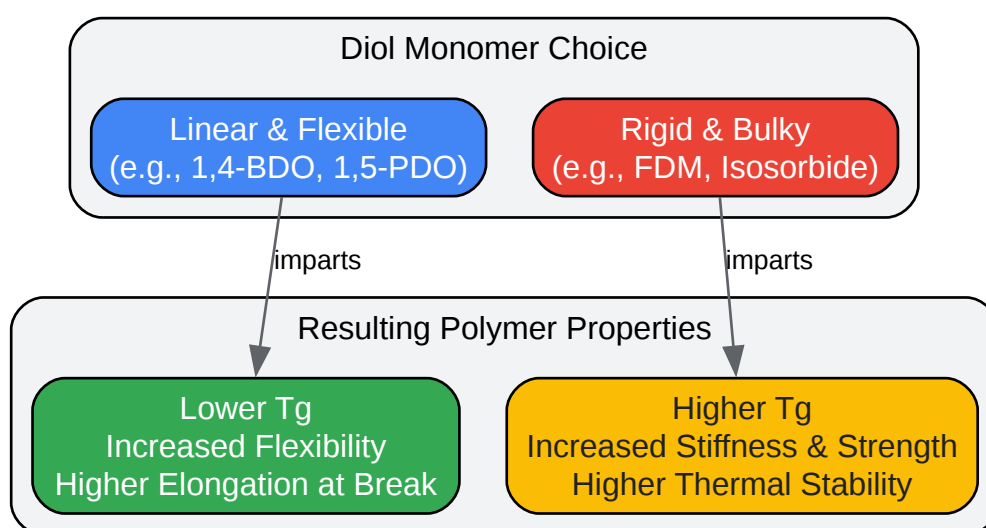 Diol Monomer Choice
Linear & Flexible
(e.g., 1,4-BDO, 1,5-PDO)
Rigid & Bulky
(e.g., FDM, Isosorbide)
imparts
imparts
Resulting Polymer Properties
Lower Tg
Increased Flexibility
Higher Elongation at Break
Higher Tg
Increased Stiffness & Strength
Higher Thermal Stability